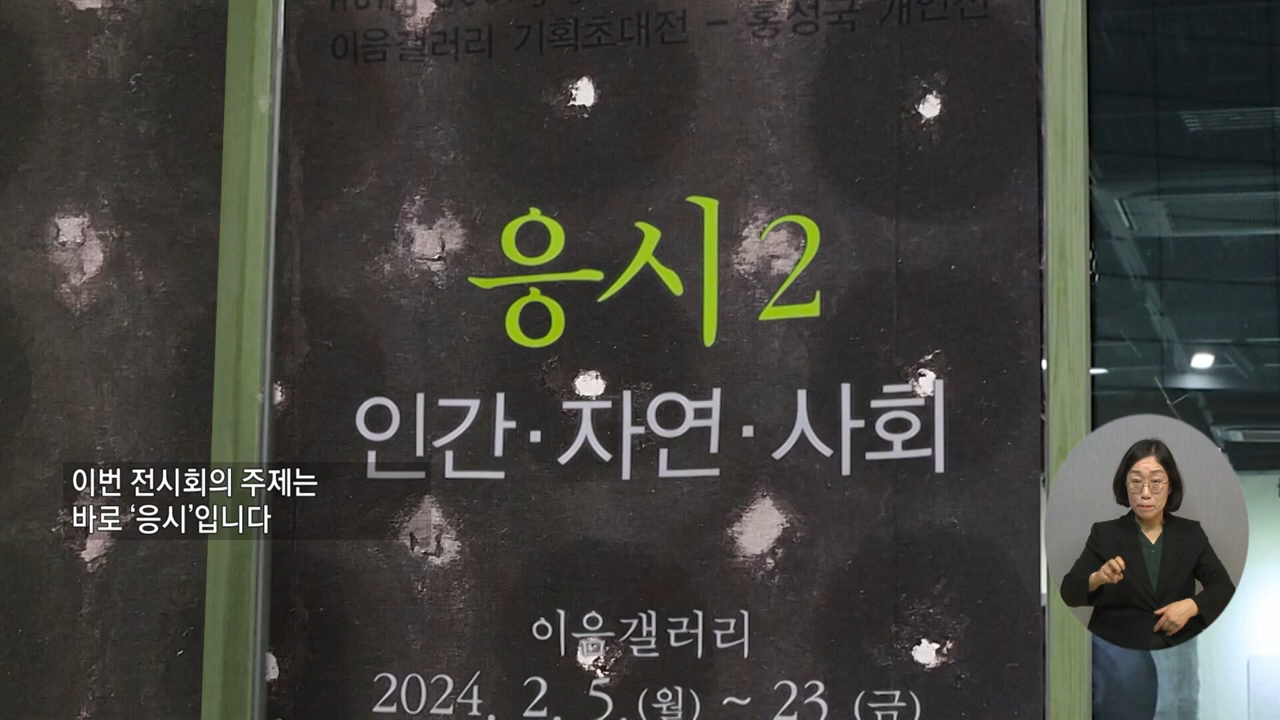 이음갤러리 기획초대전 - 홍성국 개인전
응시2
인간·자연·사회
이번 전시회의 주제는
바로 ‘응시’입니다
이음갤러리
2024. 2. 5.(월) ~ 23 (금)